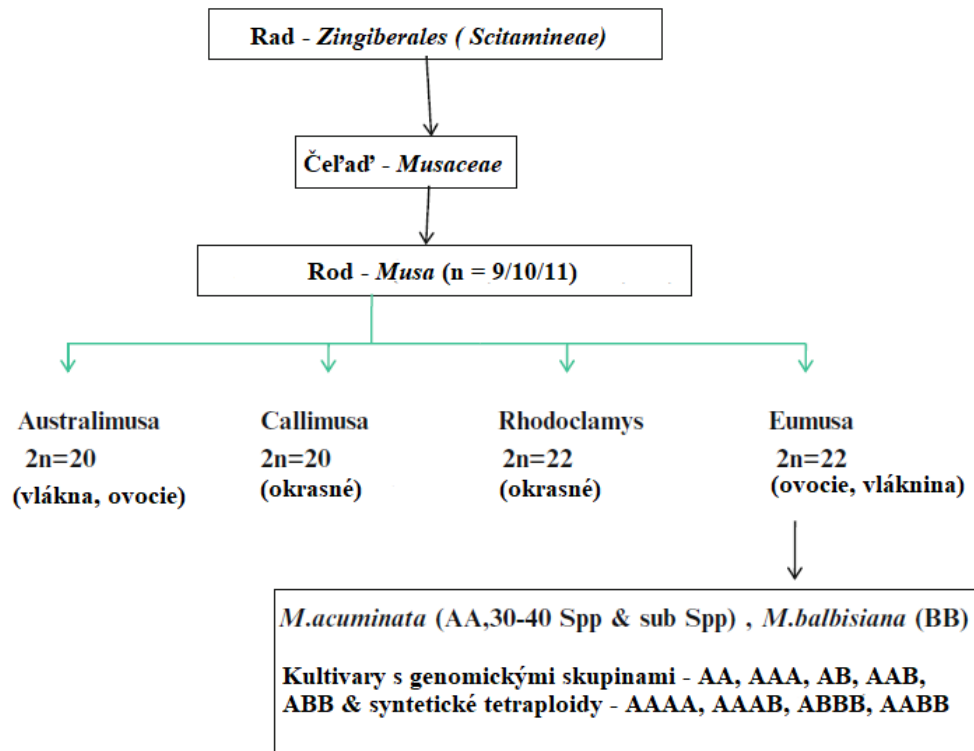 Rad - Zingiberales ( Scitamineae)
Čeľaď - Musaceae
Rod - Musa (n = 9/10/11)
Australimusa
2n=20
(vlákna, ovocie)
Callimusa
2n=20
(okrasné)
Rhodoclamys
2n=22
(okrasné)
Eumusa
2n=22
(ovocie, vláknina)
M.acuminata (AA,30-40 Spp & sub Spp) , M.balbisiana (BB)
Kultivary s genomickými skupinami - AA, AAA, AB, AAB,
ABB & syntetické tetraploidy - AAAA, AAAB, ABBB, AABB